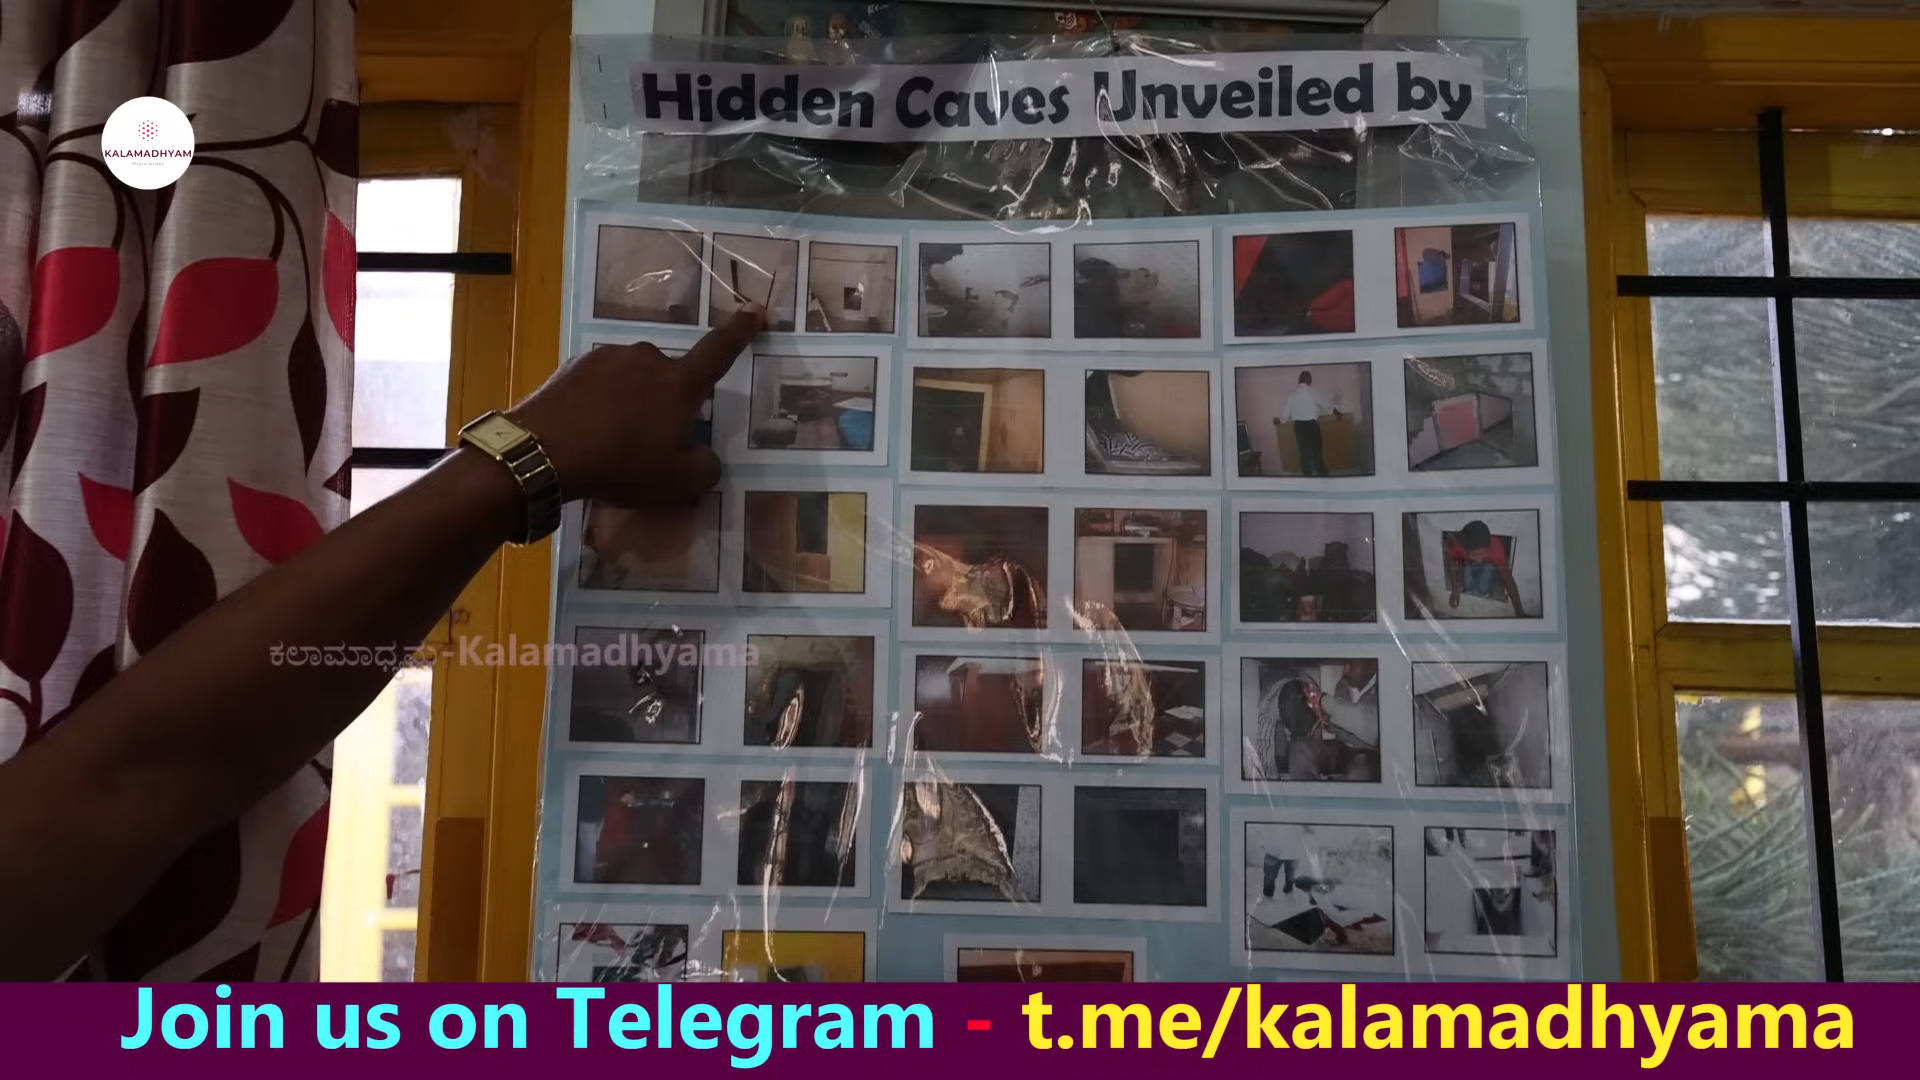 Hidden Caves Unveiled by
KALAMADHYAM
ಕಲಾಮಾಧ್ಯಮ-Kalamadhyama
Join us on Telegram - t.me/kalamadhyama